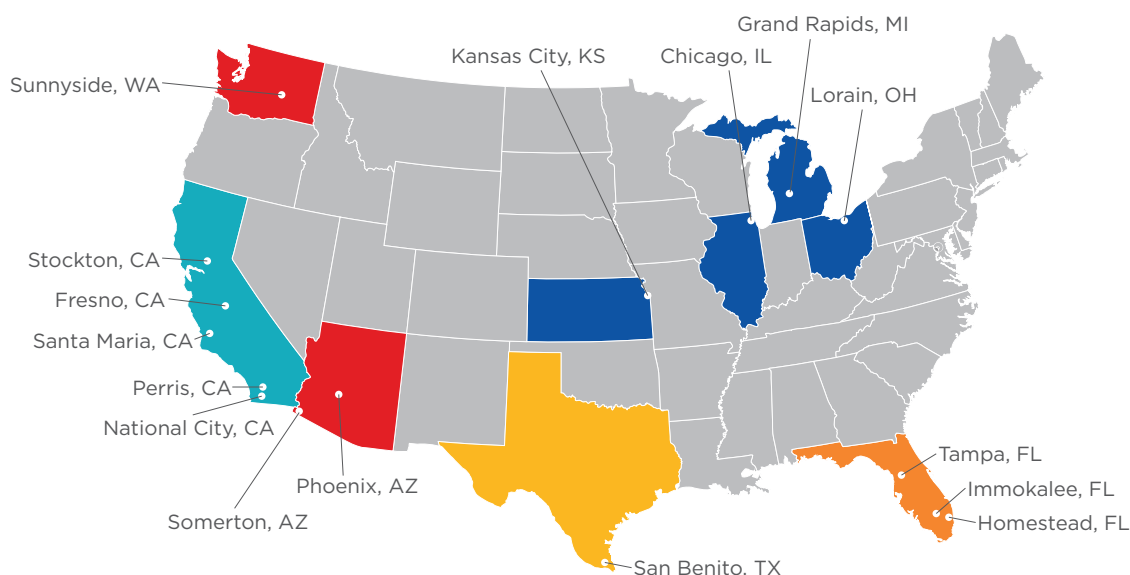 Grand Rapids, MI
Kansas City, KS
Chicago, IL
Sunnyside, WA
Lorain, OH
Stockton, CA
Fresno, CA
Santa Maria, CA
Perris, CA
National City, CA
Tampa, FL
Phoenix, AZ
Immokalee, FL
Somerton, AZ
Homestead, FL
San Benito, TX